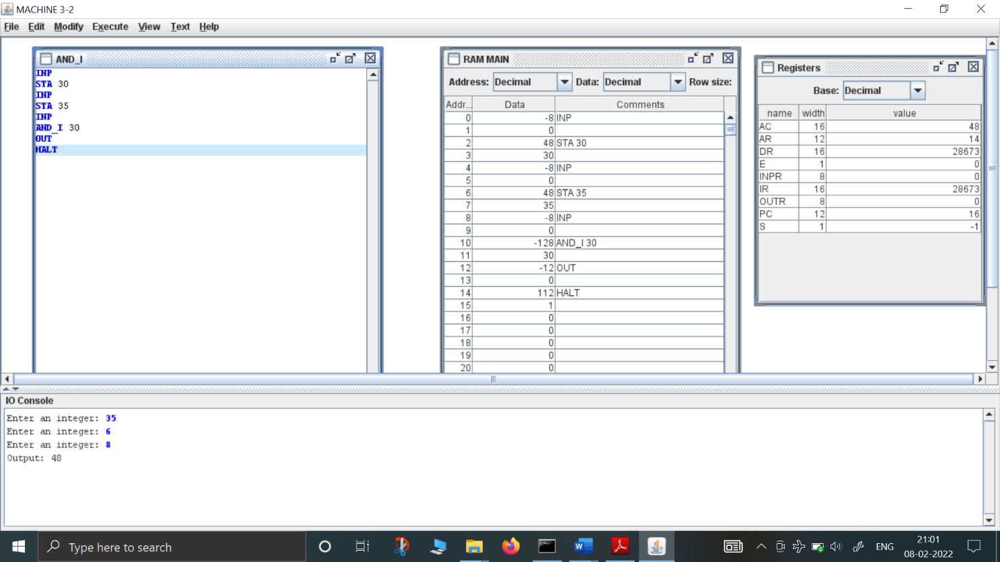 MACHINE 3-2
File Edit Modify Execute View Text Help
AND_I
INP
STA 30
INP
STA 35
INP
AND_I 30
OUT
HALT
RAM MAIN
Address: Decimal Data: Decimal Row size:
Addr... Data Comments
0 -8 INP
1 0
2 48 STA 30
3 30
4 -8 INP
5 0
6 48 STA 35
7 35
8 -8 INP
9 0
10 -128 AND_I 30
11 30
12 -12 OUT
13 0
14 112 HALT
15 1
16 0
17 0
18 0
19 0
20 0
Registers
Base: Decimal
name width value
AC 16 48
AR 12 14
DR 16 28673
E 1 0
INPR 8 0
IR 16 28673
OUTR 8 0
PC 12 16
S 1 -1
IO Console
Enter an integer: 35
Enter an integer: 6
Enter an integer: 8
Output: 48
Type here to search
ENG
21:01
08-02-2022